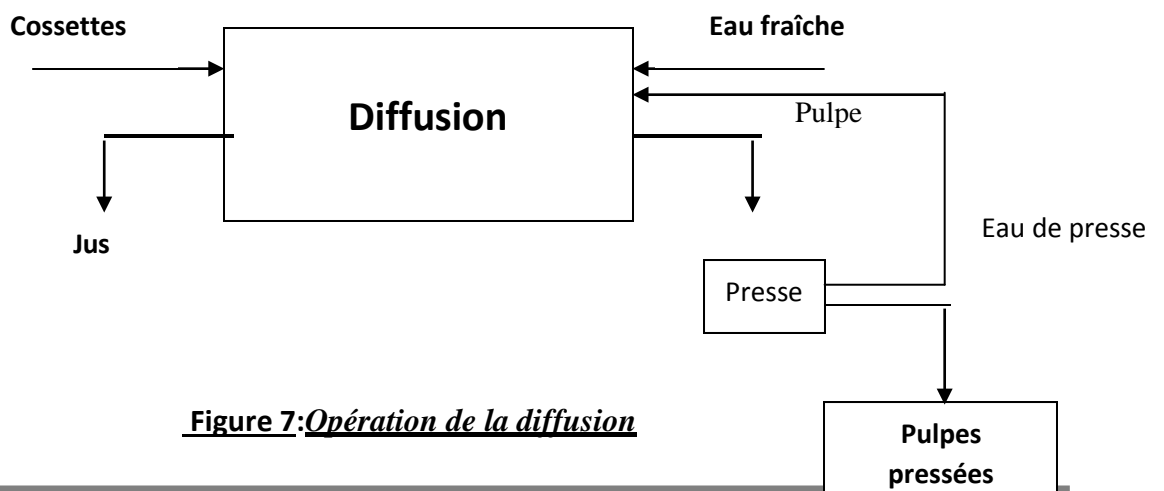 Cossettes
Eau fraîche
Diffusion
Pulpe
Jus
Eau de presse
Presse
Figure 7:Opération de la diffusion
Pulpes
pressées